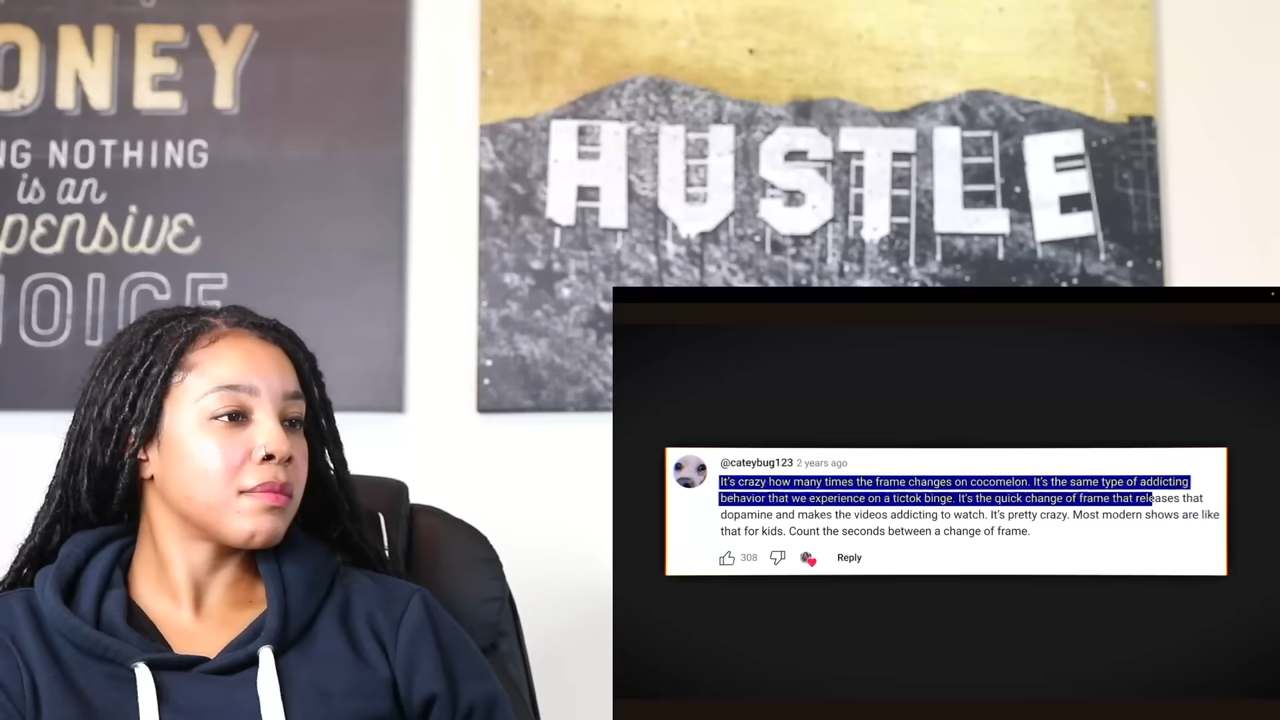 ONEY
NG NOTHING
is an
pensive
HOICE
HUSTLE
@cateybug123 2 years ago
It's crazy how many times the frame changes on cocomelon. It's the same type of addicting
behavior that we experience on a tictok binge. It's the quick change of frame that releases that
dopamine and makes the videos addicting to watch. It's pretty crazy. Most modern shows are like
that for kids. Count the seconds between a change of frame.
308
Reply